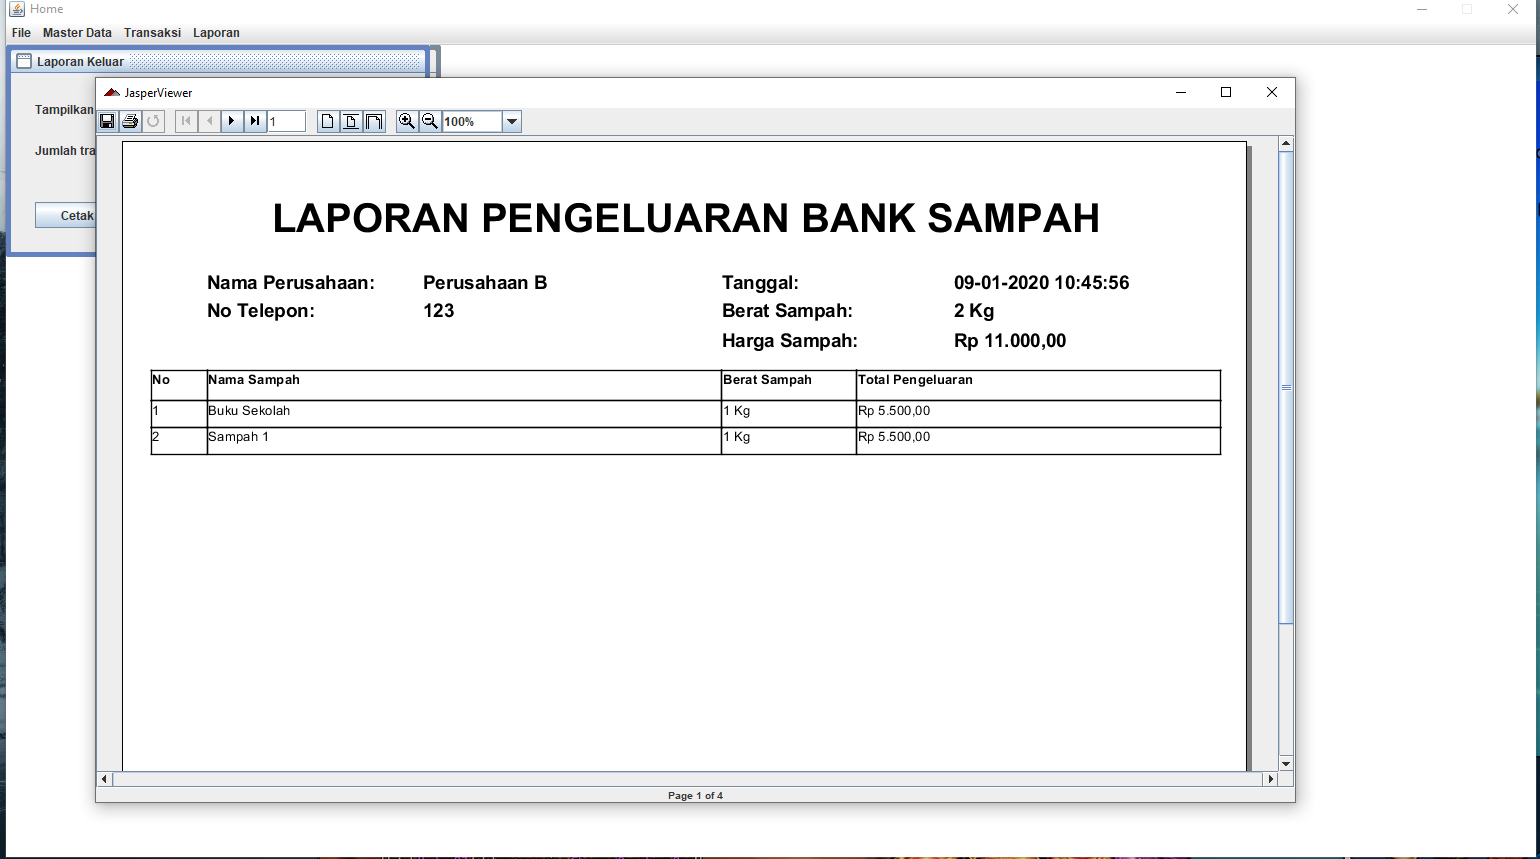 Home
File Master Data Transaksi Laporan
Laporan Keluar
Tampilkan
Jumlah tra
Cetak
JasperViewer
1
100%
LAPORAN PENGELUARAN BANK SAMPAH
Nama Perusahaan: Perusahaan B Tanggal: 09-01-2020 10:45:56
No Telepon: 123 Berat Sampah: 2 Kg
Harga Sampah: Rp 11.000,00
No Nama Sampah Berat Sampah Total Pengeluaran
1 Buku Sekolah 1 Kg Rp 5.500,00
2 Sampah 1 1 Kg Rp 5.500,00
Page 1 of 4